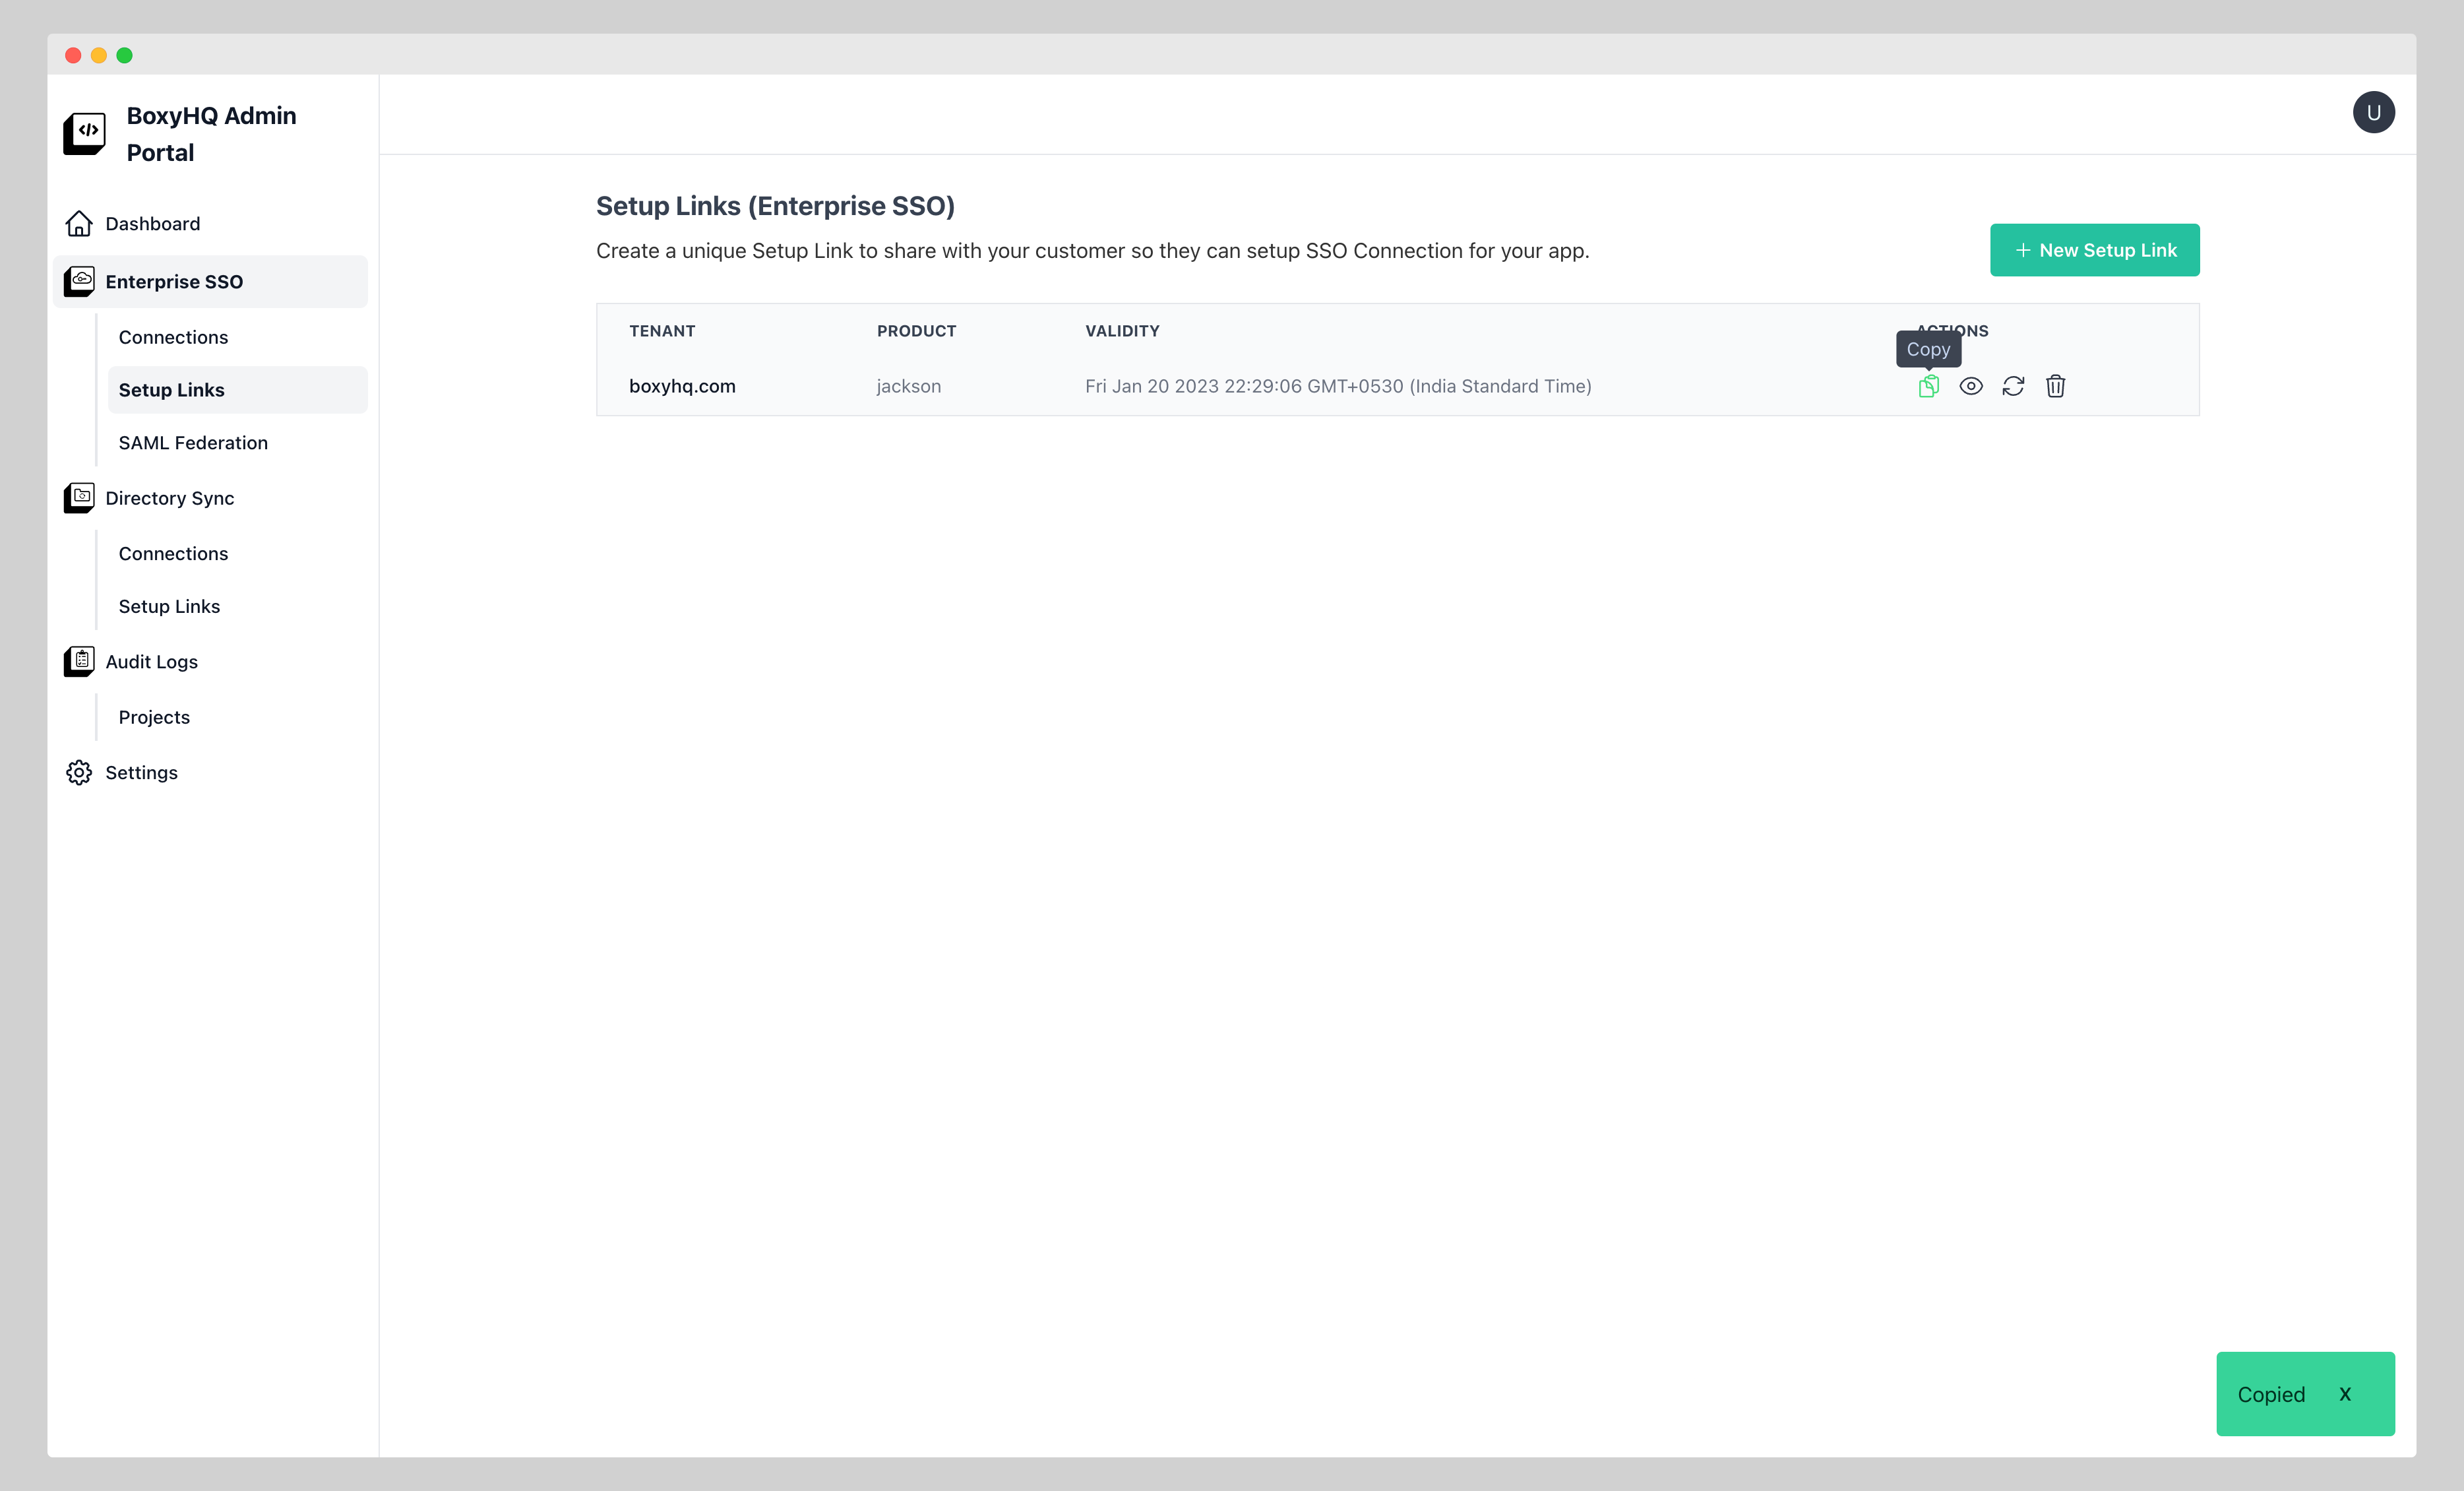 BoxyHQ Admin
Portal
U
Dashboard
Enterprise SSO
Connections
Setup Links
SAML Federation
Directory Sync
Connections
Setup Links
Audit Logs
Projects
Settings
Setup Links (Enterprise SSO)
Create a unique Setup Link to share with your customer so they can setup SSO Connection for your app.
+ New Setup Link
TENANT PRODUCT VALIDITY ACTIONS
Copy
boxyhq.com jackson Fri Jan 20 2023 22:29:06 GMT+0530 (India Standard Time)
Copied X